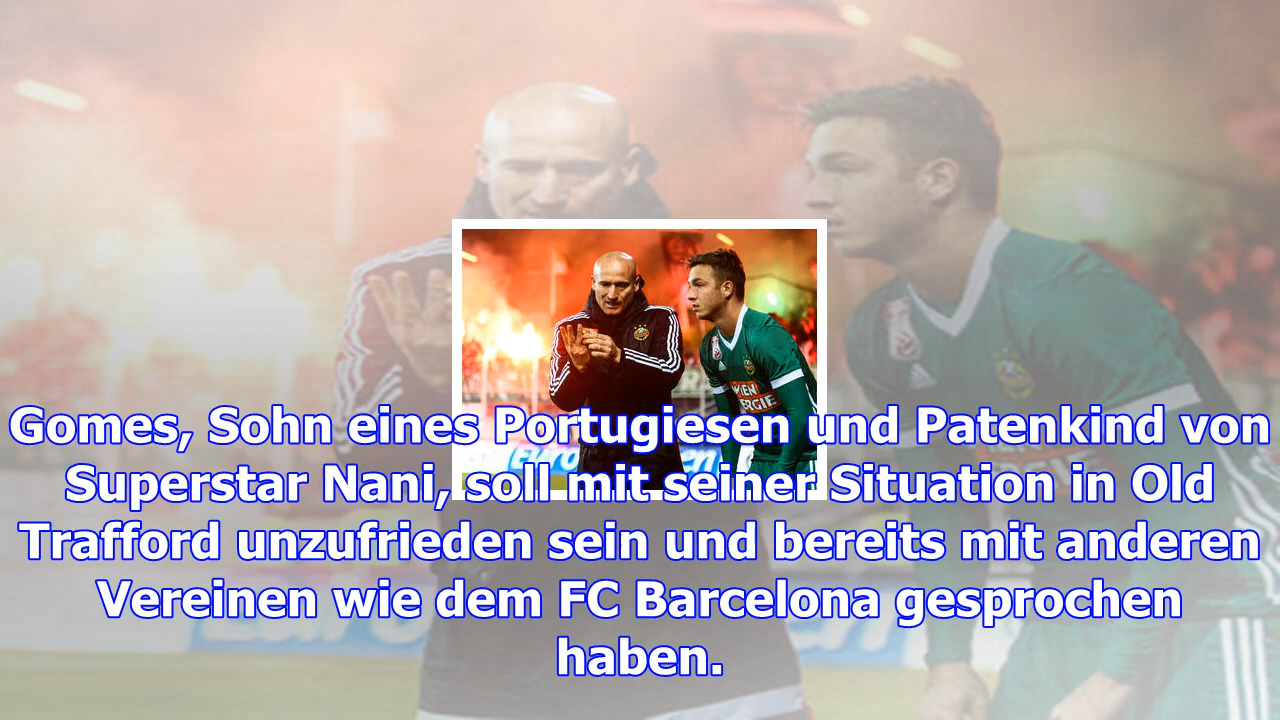 Gomes, Sohn eines Portugiesen und Patenkind von
Superstar Nani, soll mit seiner Situation in Old
Trafford unzufrieden sein und bereits mit anderen
Vereinen wie dem FC Barcelona gesprochen
haben.